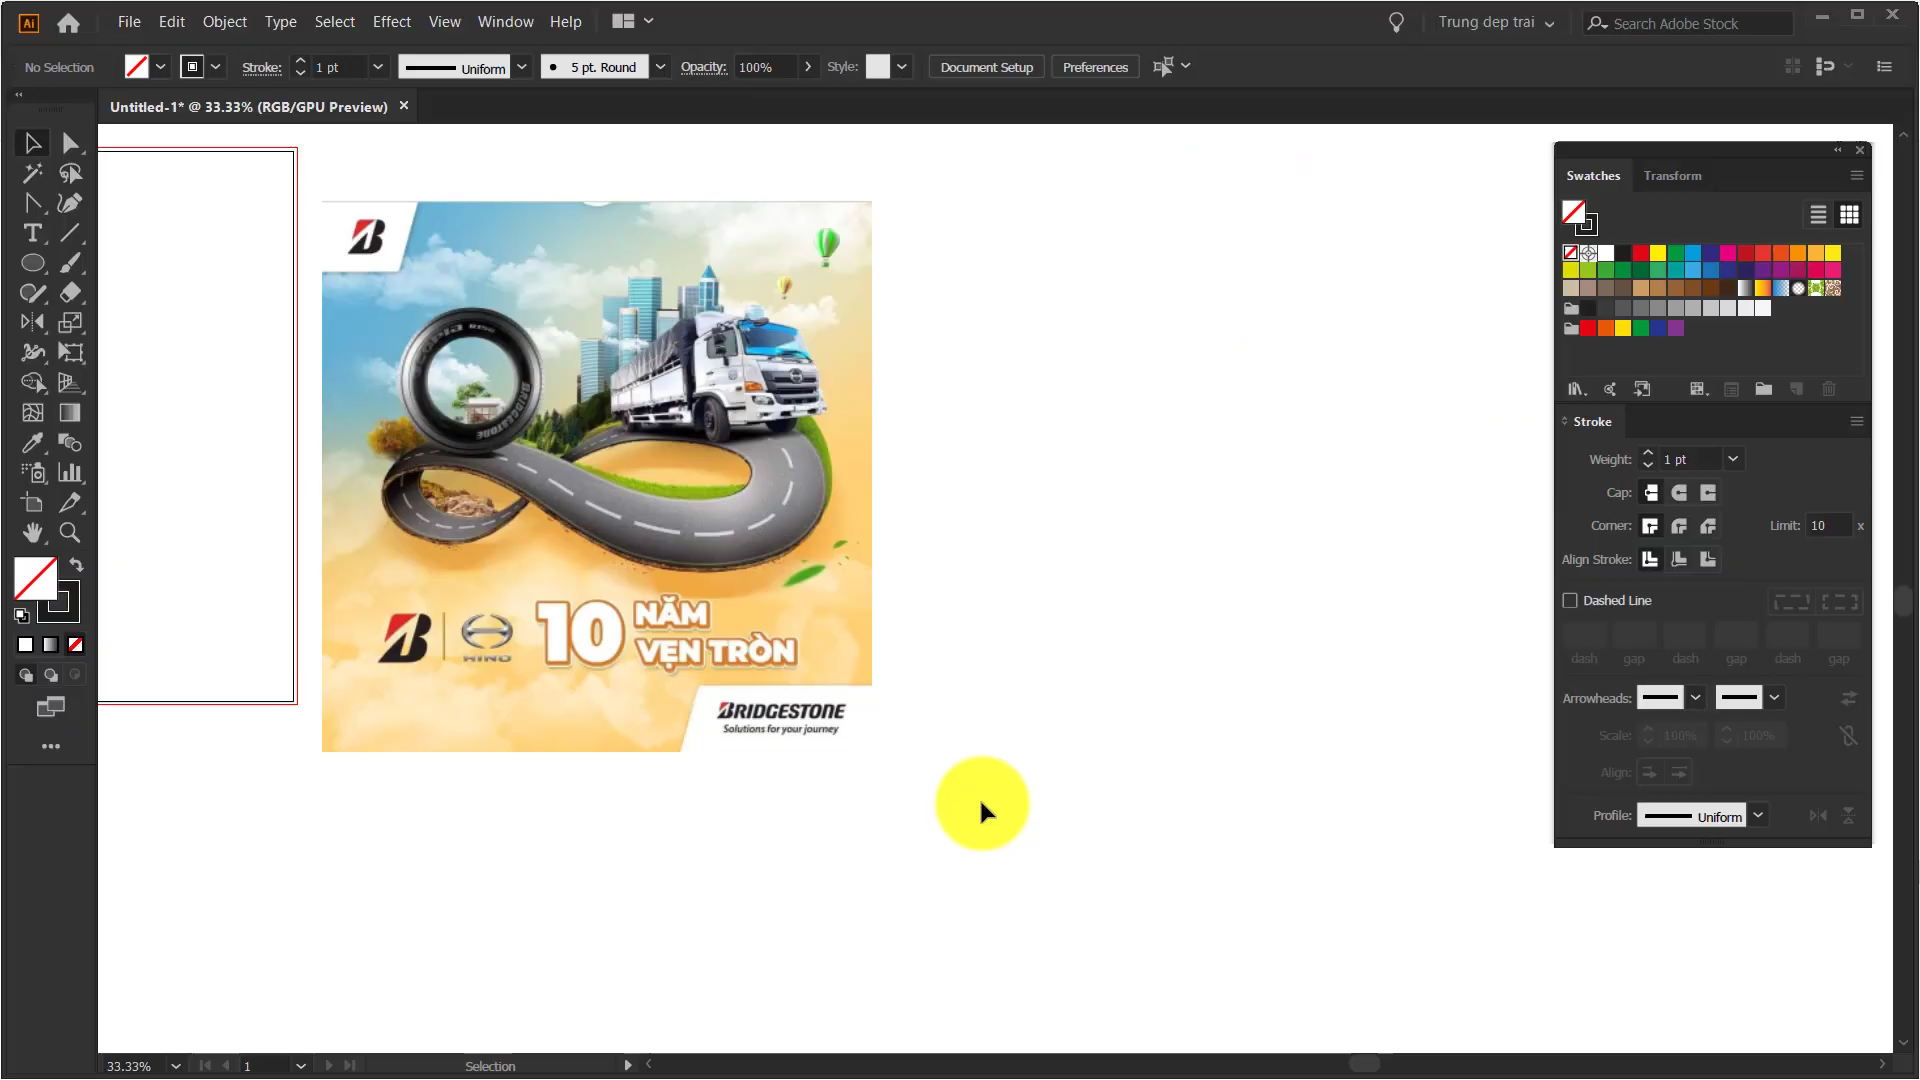 Ai File Edit Object Type Select Effect View Window Help Trung dep trai Search Adobe Stock
No Selection Stroke: 1 pt Uniform 5 pt. Round Opacity: 100% Style: Document Setup Preferences
Untitled-1* @ 33.33% (RGB/GPU Preview)
Swatches Transform
Stroke
Weight: 1 pt
Cap:
Corner: Limit: 10 x
Align Stroke:
Dashed Line
dash gap dash gap dash gap
Arrowheads:
Scale: 100% 100%
Align:
Profile: Uniform
B
BRIDGESTONE
B HINO 10 NĂM
VẸN TRÒN
BRIDGESTONE
Solutions for your journey
33.33% 1 Selection